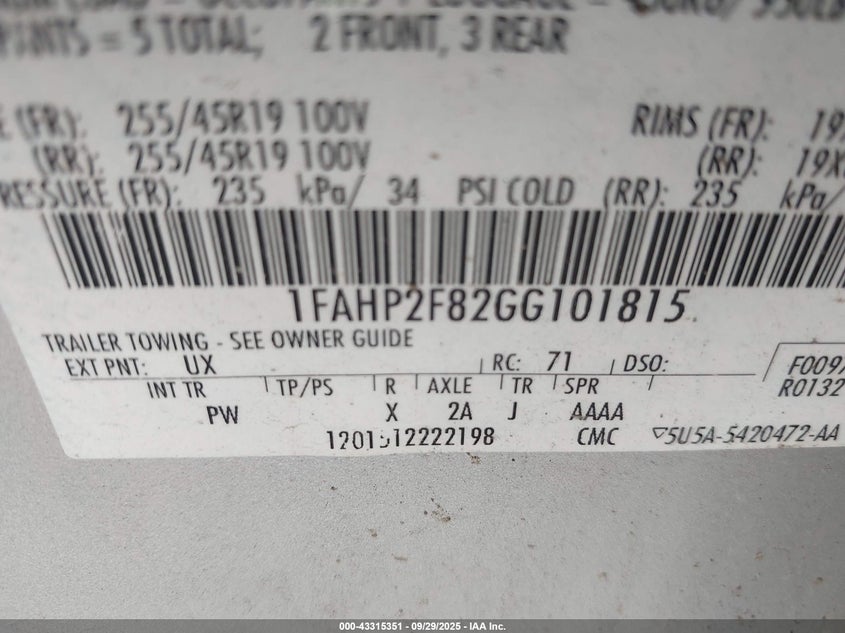 5 TOTAL; 2 FRONT, 3 REAR
(FR): 255/45R19 100V RIMS (FR): 19
(RR): 255/45R19 100V (RR): 19X
PRESSURE (FR): 235 kPa/ 34 PSI COLD (RR): 235 kPa/
1FAHP2F82GG101815
TRAILER TOWING - SEE OWNER GUIDE
EXT PNT: UX RC: 71 DSO: F009
INT TR TP/PS R AXLE TR SPR R0132
PW X 2A J AAAA
1201512222198 CMC ▽5U5A-5420472-AA
000-43315351 | 09/29/2025 - IAA Inc.